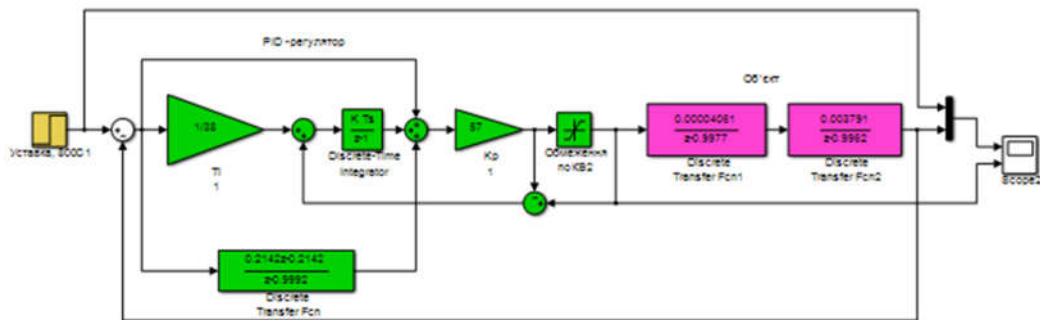 PID -регулятор
Об'єкт
Уставка, 800С 1
1/38
TI
1
K Ts
z-1
Discrete-Time
Integrator
57
Kp
1
Обмеження
по КВ2
0.00004061
z-0.9977
Discrete
Transfer Fcn1
0.003791
z-0.9962
Discrete
Transfer Fcn2
Scope2
0.2142z-0.2142
z-0.9992
Discrete
Transfer Fcn